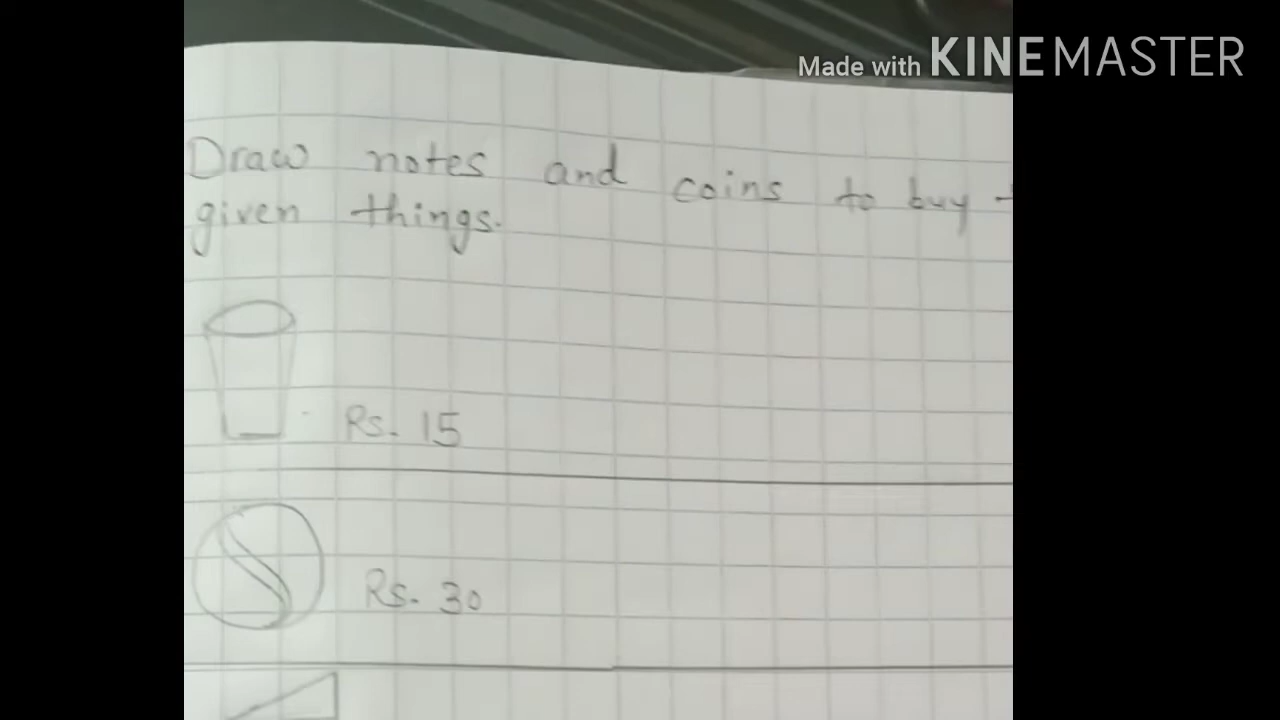 Made with KINEMASTER
Draw notes and coins to buy
given things.
Rs. 15
Rs. 30